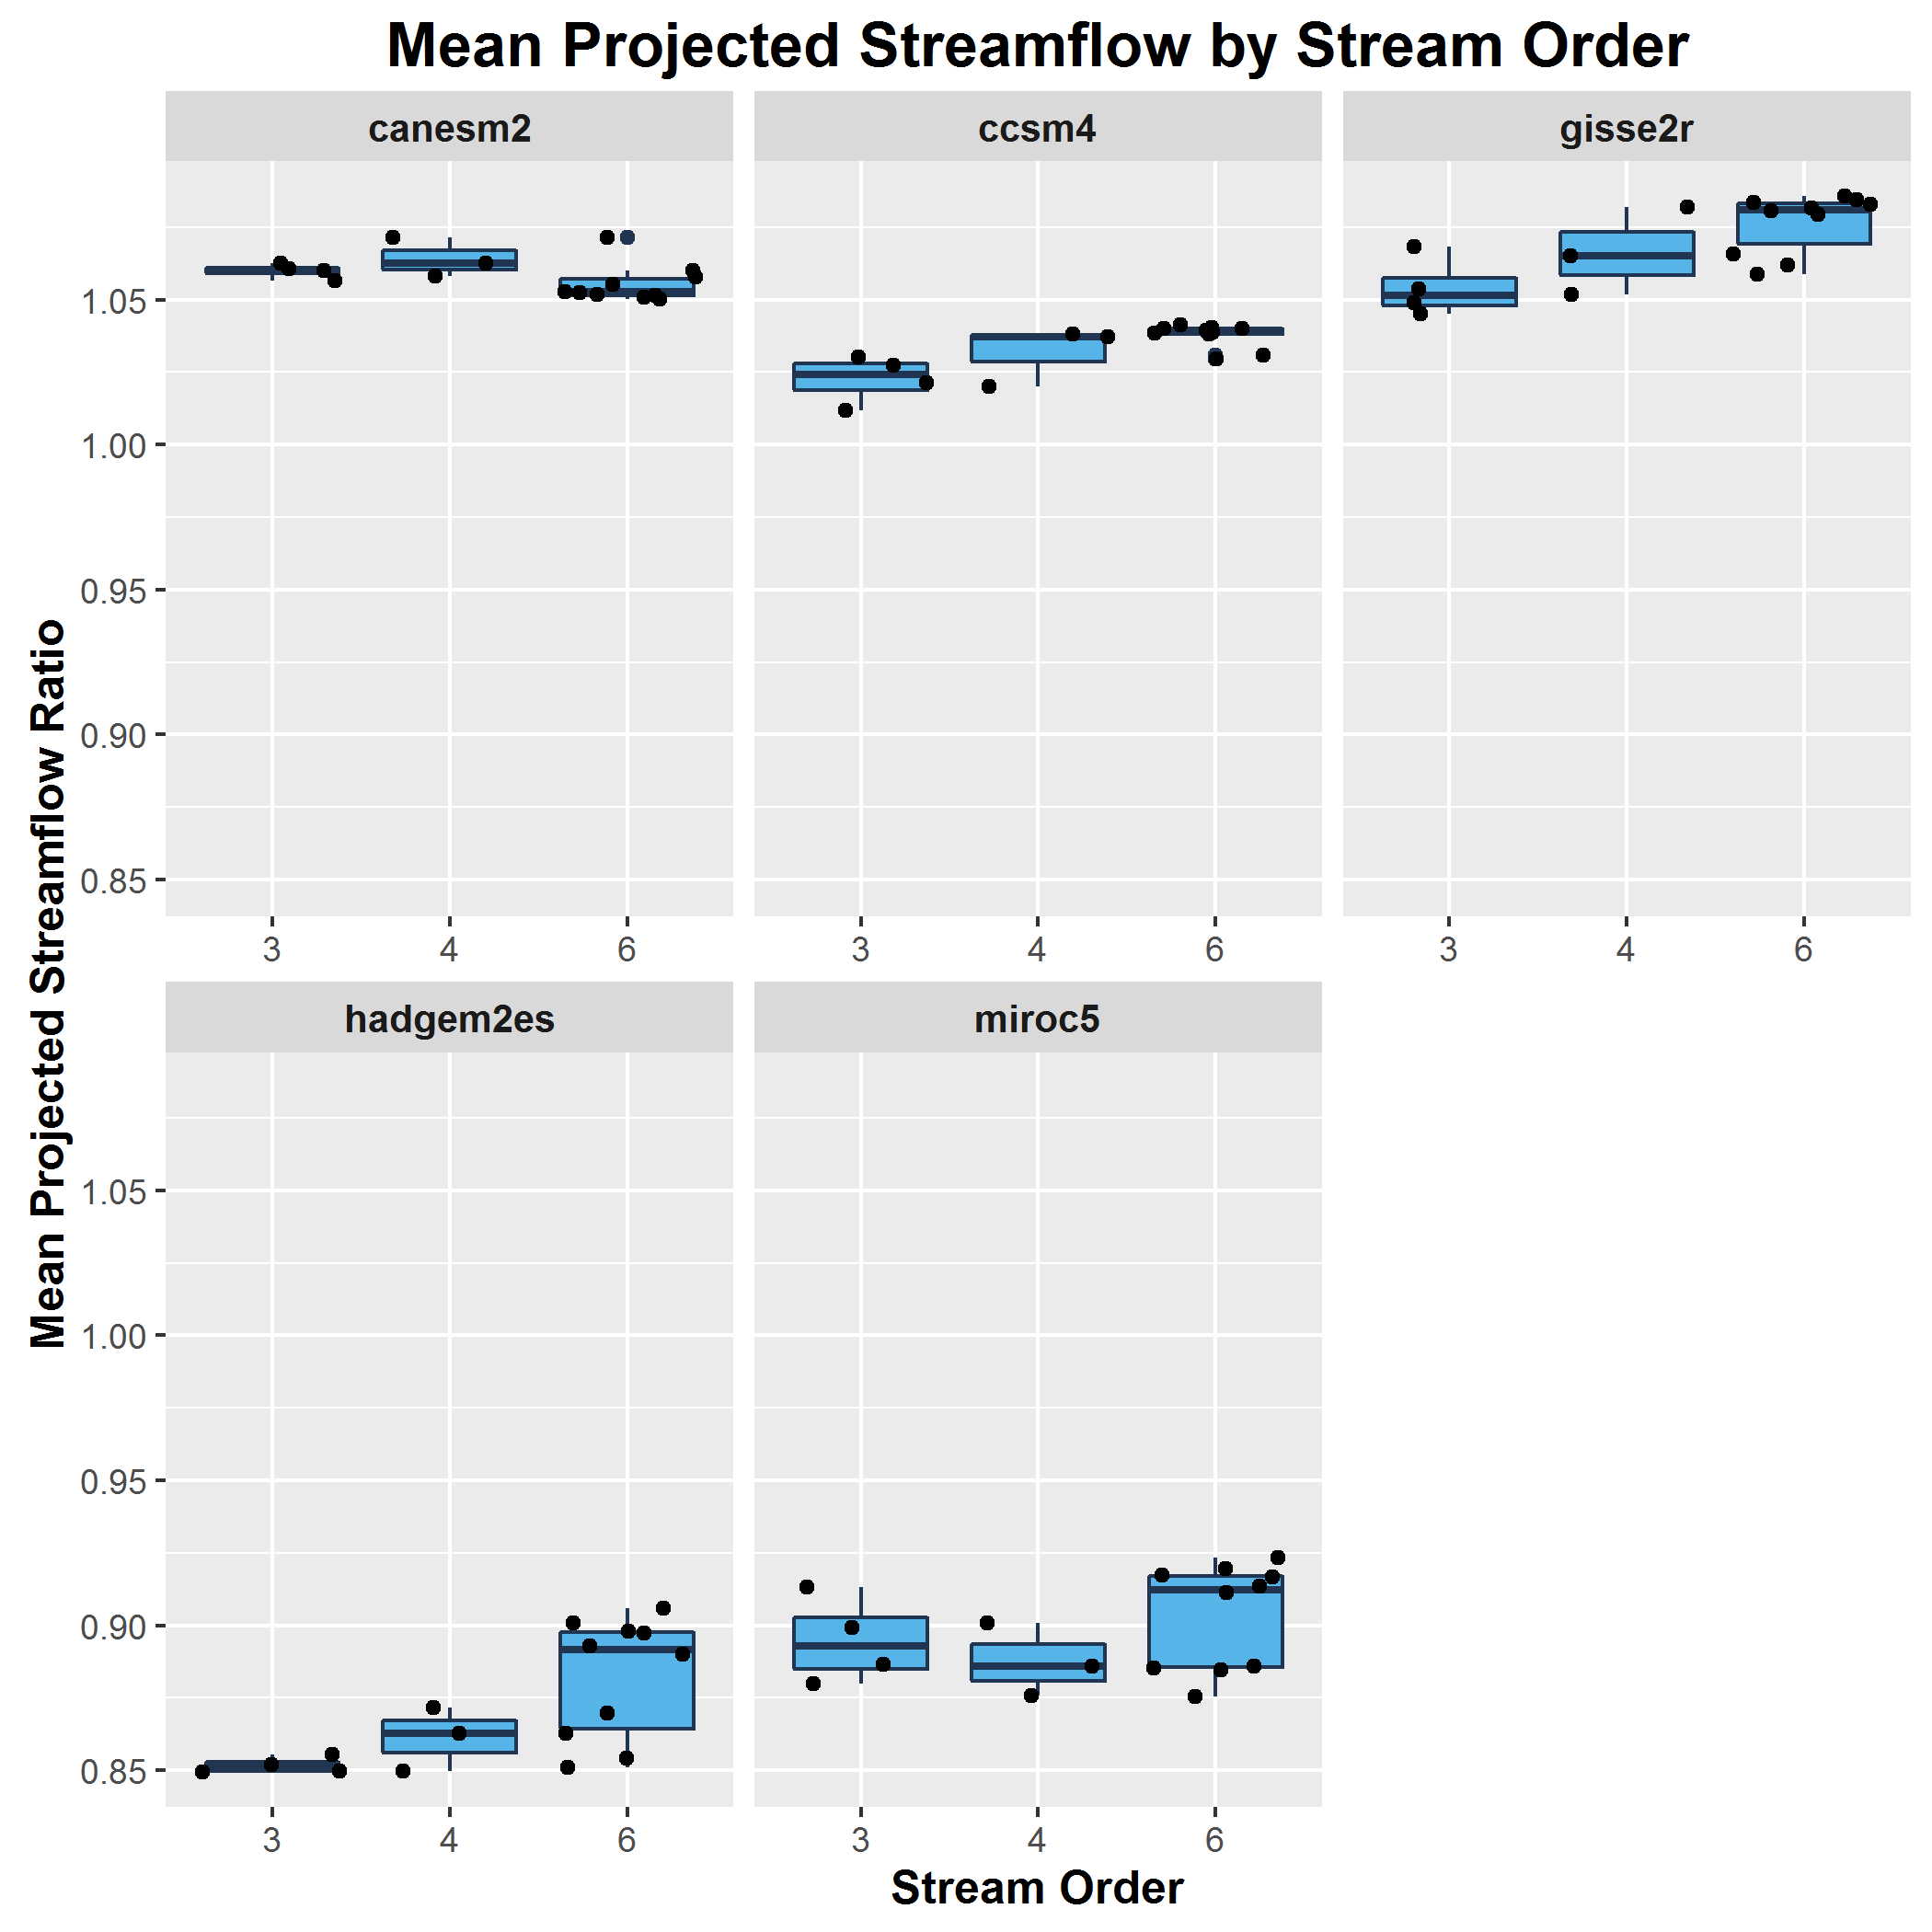 Mean Projected Streamflow by Stream Order
canesm2 ccsm4 gisse2r
1.05
1.00
0.95
0.90
0.85
3 4 6 3 4 6 3 4 6
Mean Projected Streamflow Ratio
hadgem2es miroc5
1.05
1.00
0.95
0.90
0.85
3 4 6 3 4 6
Stream Order